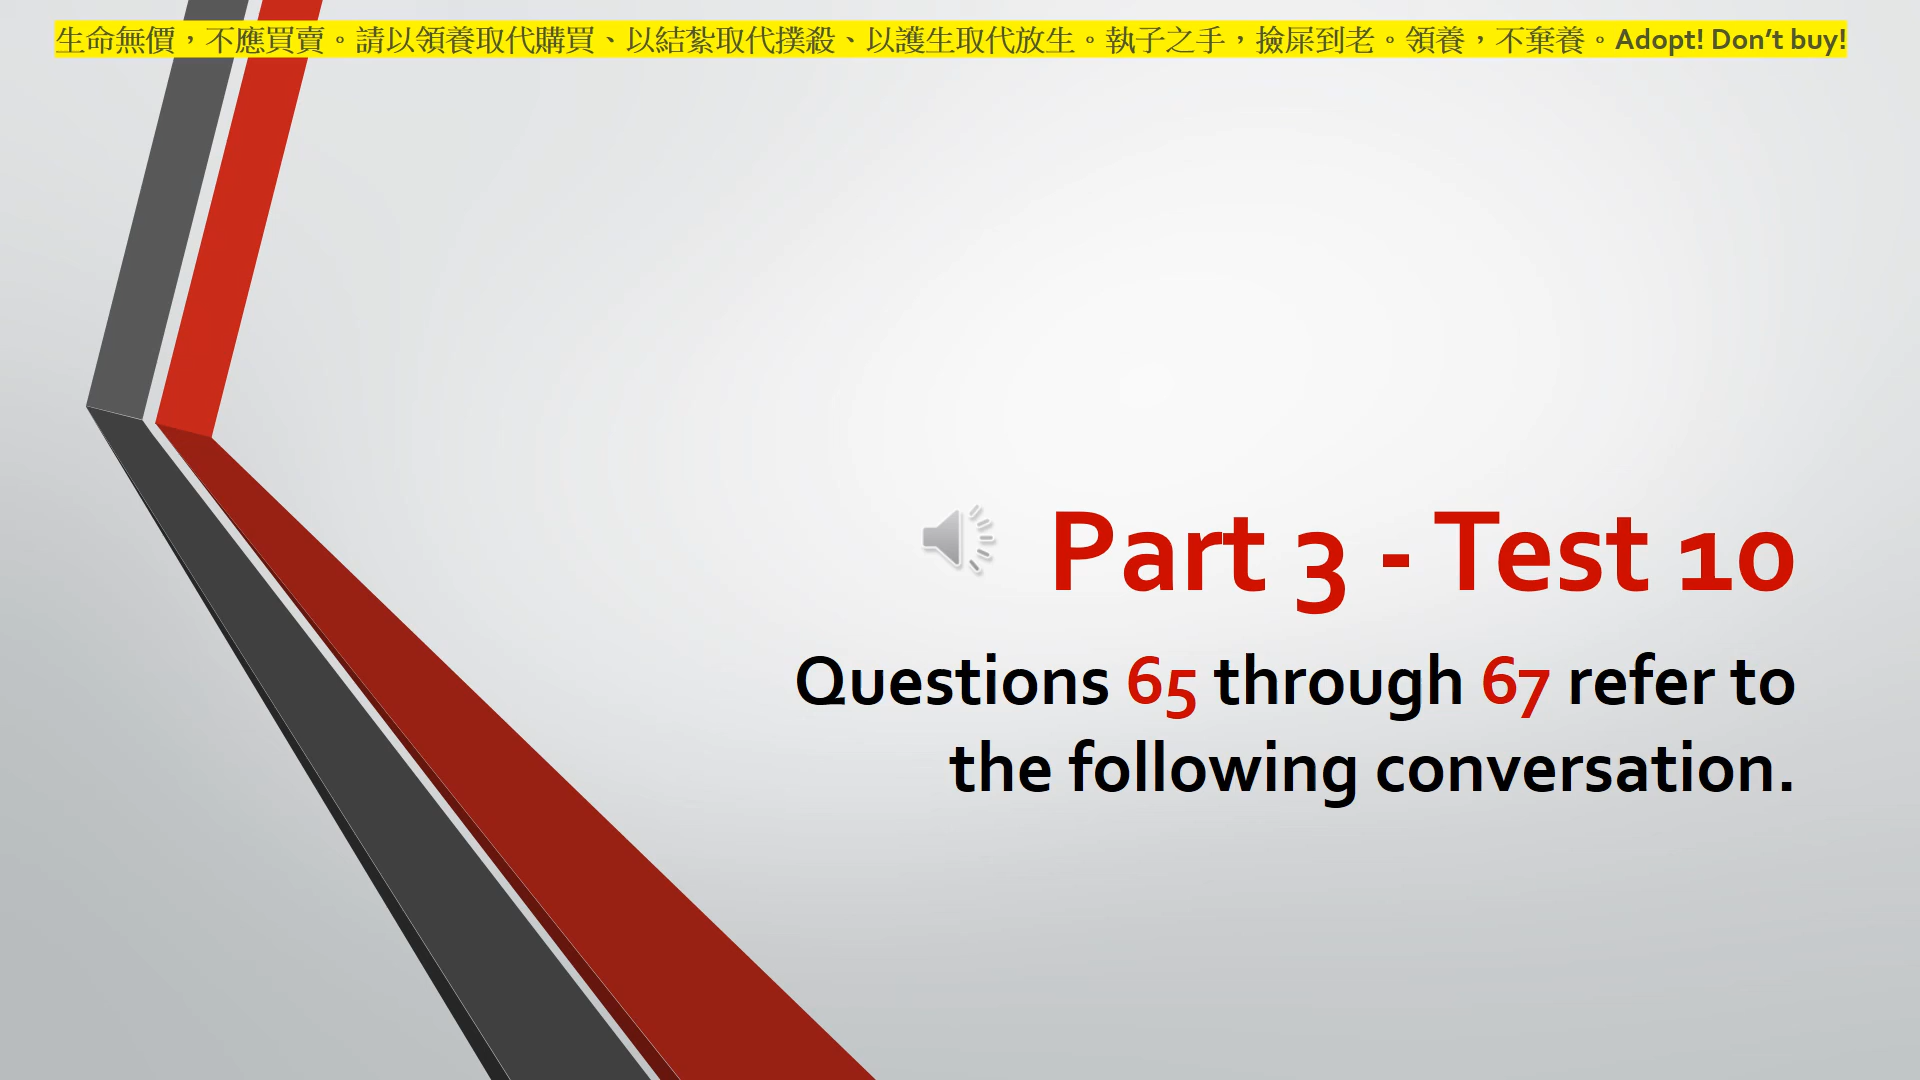 生命無價，不應買賣。請以領養取代購買、以結紮取代撲殺、以護生取代放生。執子之手，撿屎到老。領養，不棄養。Adopt! Don’t buy!
Part 3 - Test 10
Questions 65 through 67 refer to
the following conversation.